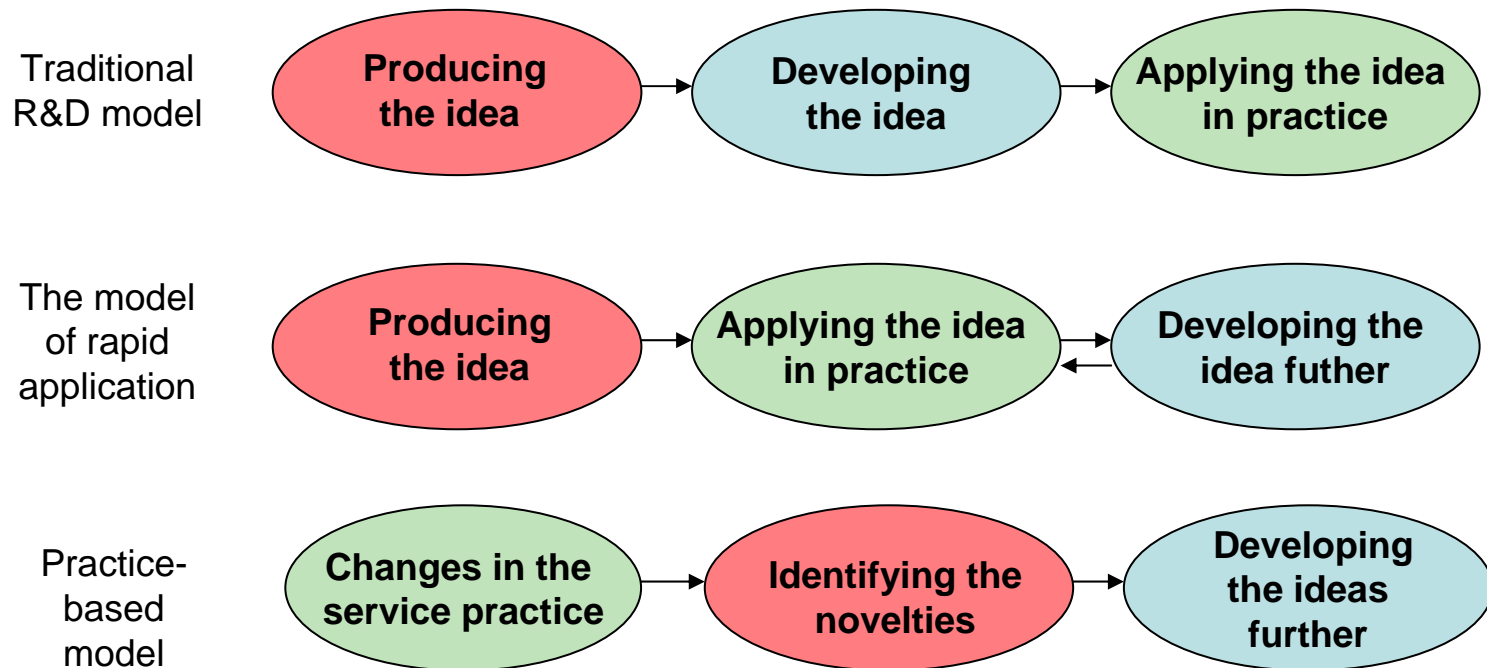 Traditional
R&D model
Producing
the idea
Developing
the idea
Applying the idea
in practice
The model
of rapid
application
Producing
the idea
Applying the idea
in practice
Developing the
idea futher
Practice-
based
model
Changes in the
service practice
Identifying the
novelties
Developing
the ideas
further